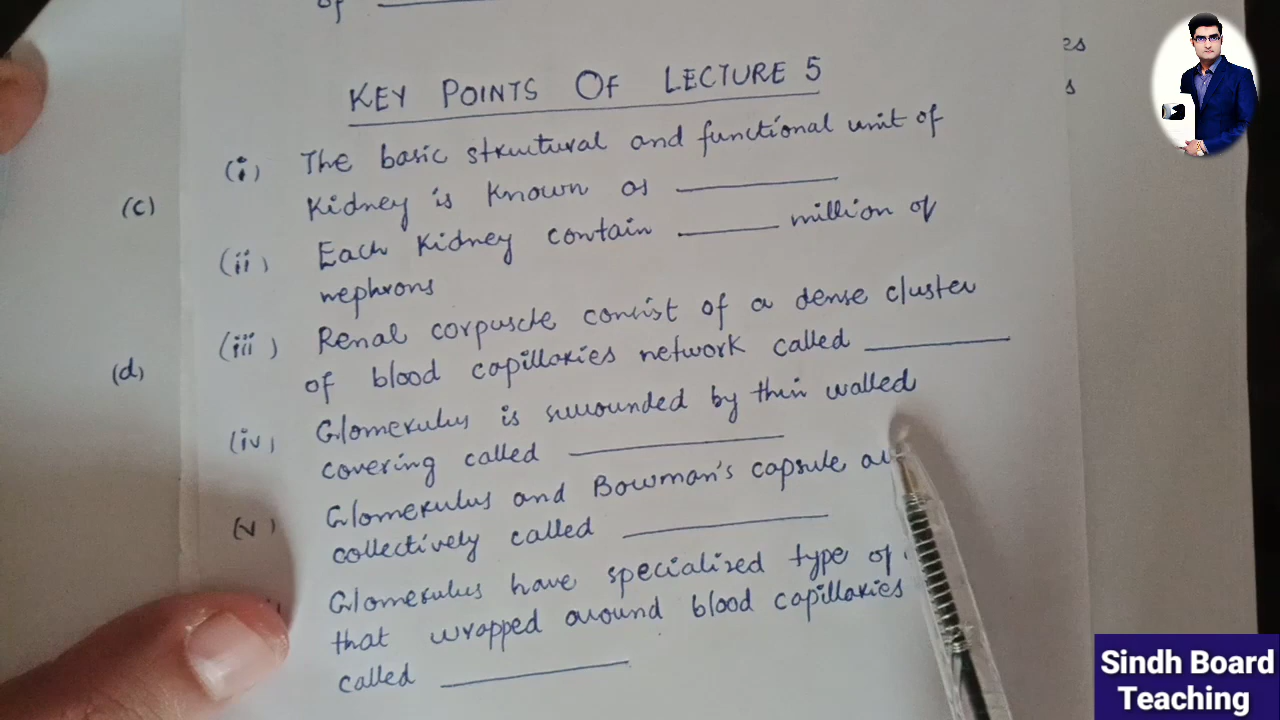 of
KEY POINTS OF LECTURE 5
es
s
(i) The basic structural and functional unit of
Kidney is known as
(c)
(ii) Each Kidney contain million of
nephrons
(iii) Renal corpuscle consist of a dense cluster
of blood capillaries network called
(d)
(iv) Glomerulus is surrounded by thin walled
covering called
(v) Glomerulus and Bowman's capsule
collectively called
Glomerulus have specialized type of
that wrapped around blood capillaries
called
Sindh Board
Teaching